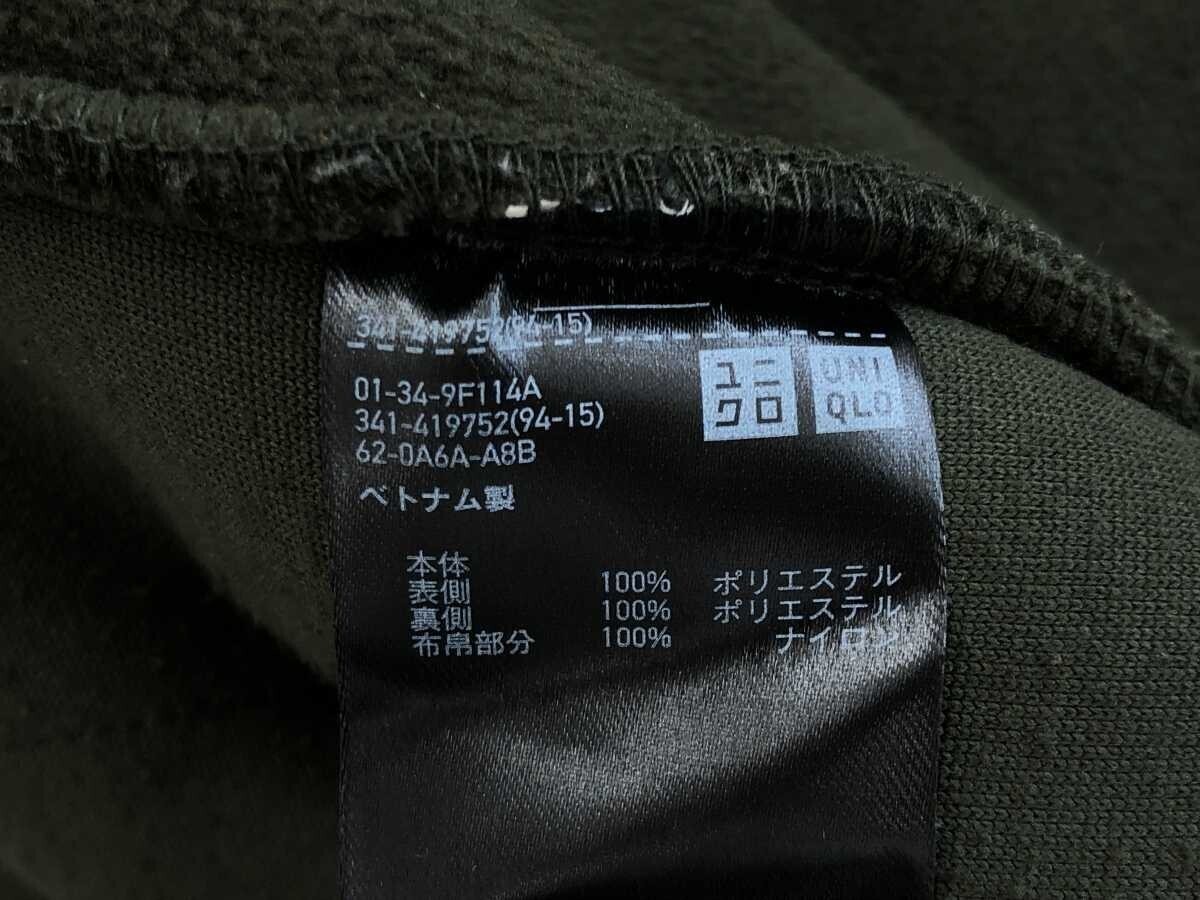 341-419752(94-15)
ユニ
クロ
UNI
QLO
01-34-9F114A
341-419752(94-15)
62-0A6A-A8B
ベトナム製
本体
表側 100% ポリエステル
裏側 100% ポリエステル
布帛部分 100% ナイロン